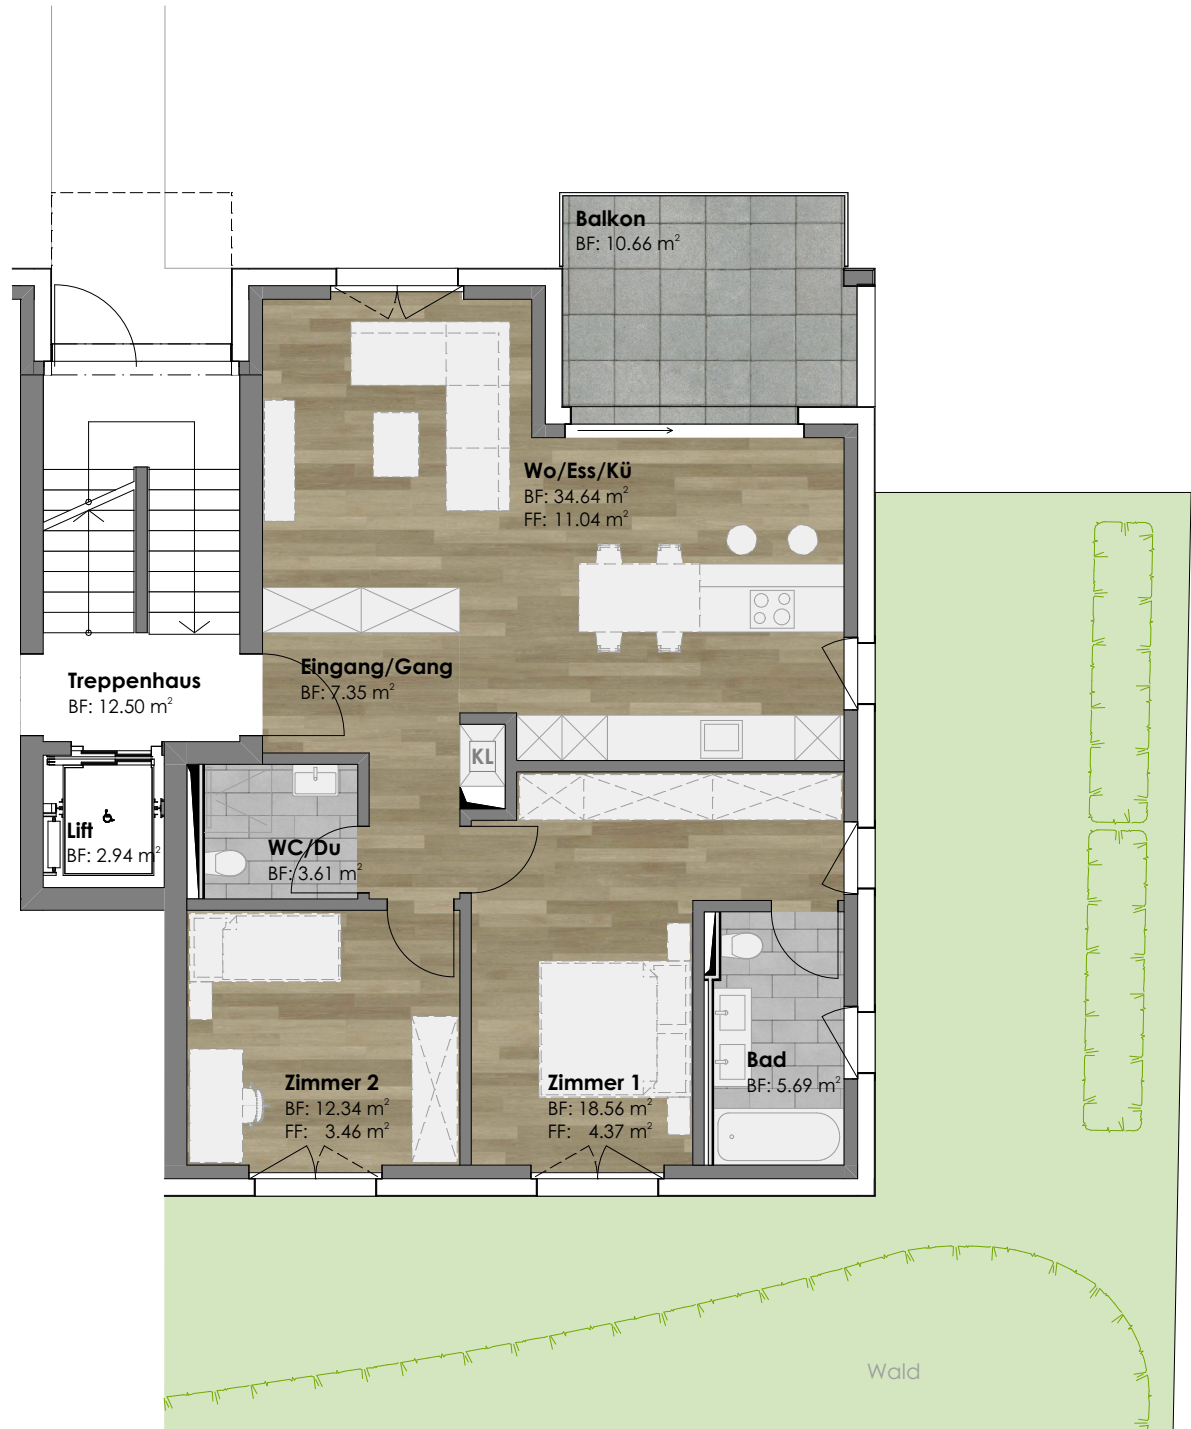 Balkon
BF: 10.66 m²
Wo/Ess/Kü
BF: 34.64 m²
FF: 11.04 m²
Eingang/Gang
BF: 7.35 m²
Treppenhaus
BF: 12.50 m²
KL
Lift
BF: 2.94 m²
WC/Du
BF: 3.61 m²
Zimmer 2
BF: 12.34 m²
FF: 3.46 m²
Zimmer 1
BF: 18.56 m²
FF: 4.37 m²
Bad
BF: 5.69 m²
Wald